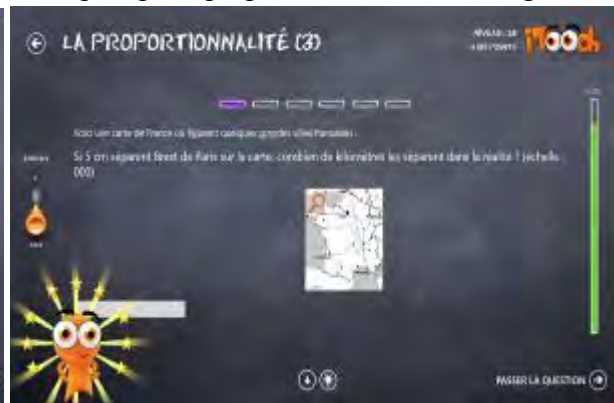 LA PROPORTIONNALITÉ (3)
iTooch
Voici une carte de France où figurent quelques grandes villes françaises :
Si 5 cm séparent Brest de Paris sur la carte, combien de kilomètres les séparent dans la réalité ? (échelle :
000)
PASSER LA QUESTION